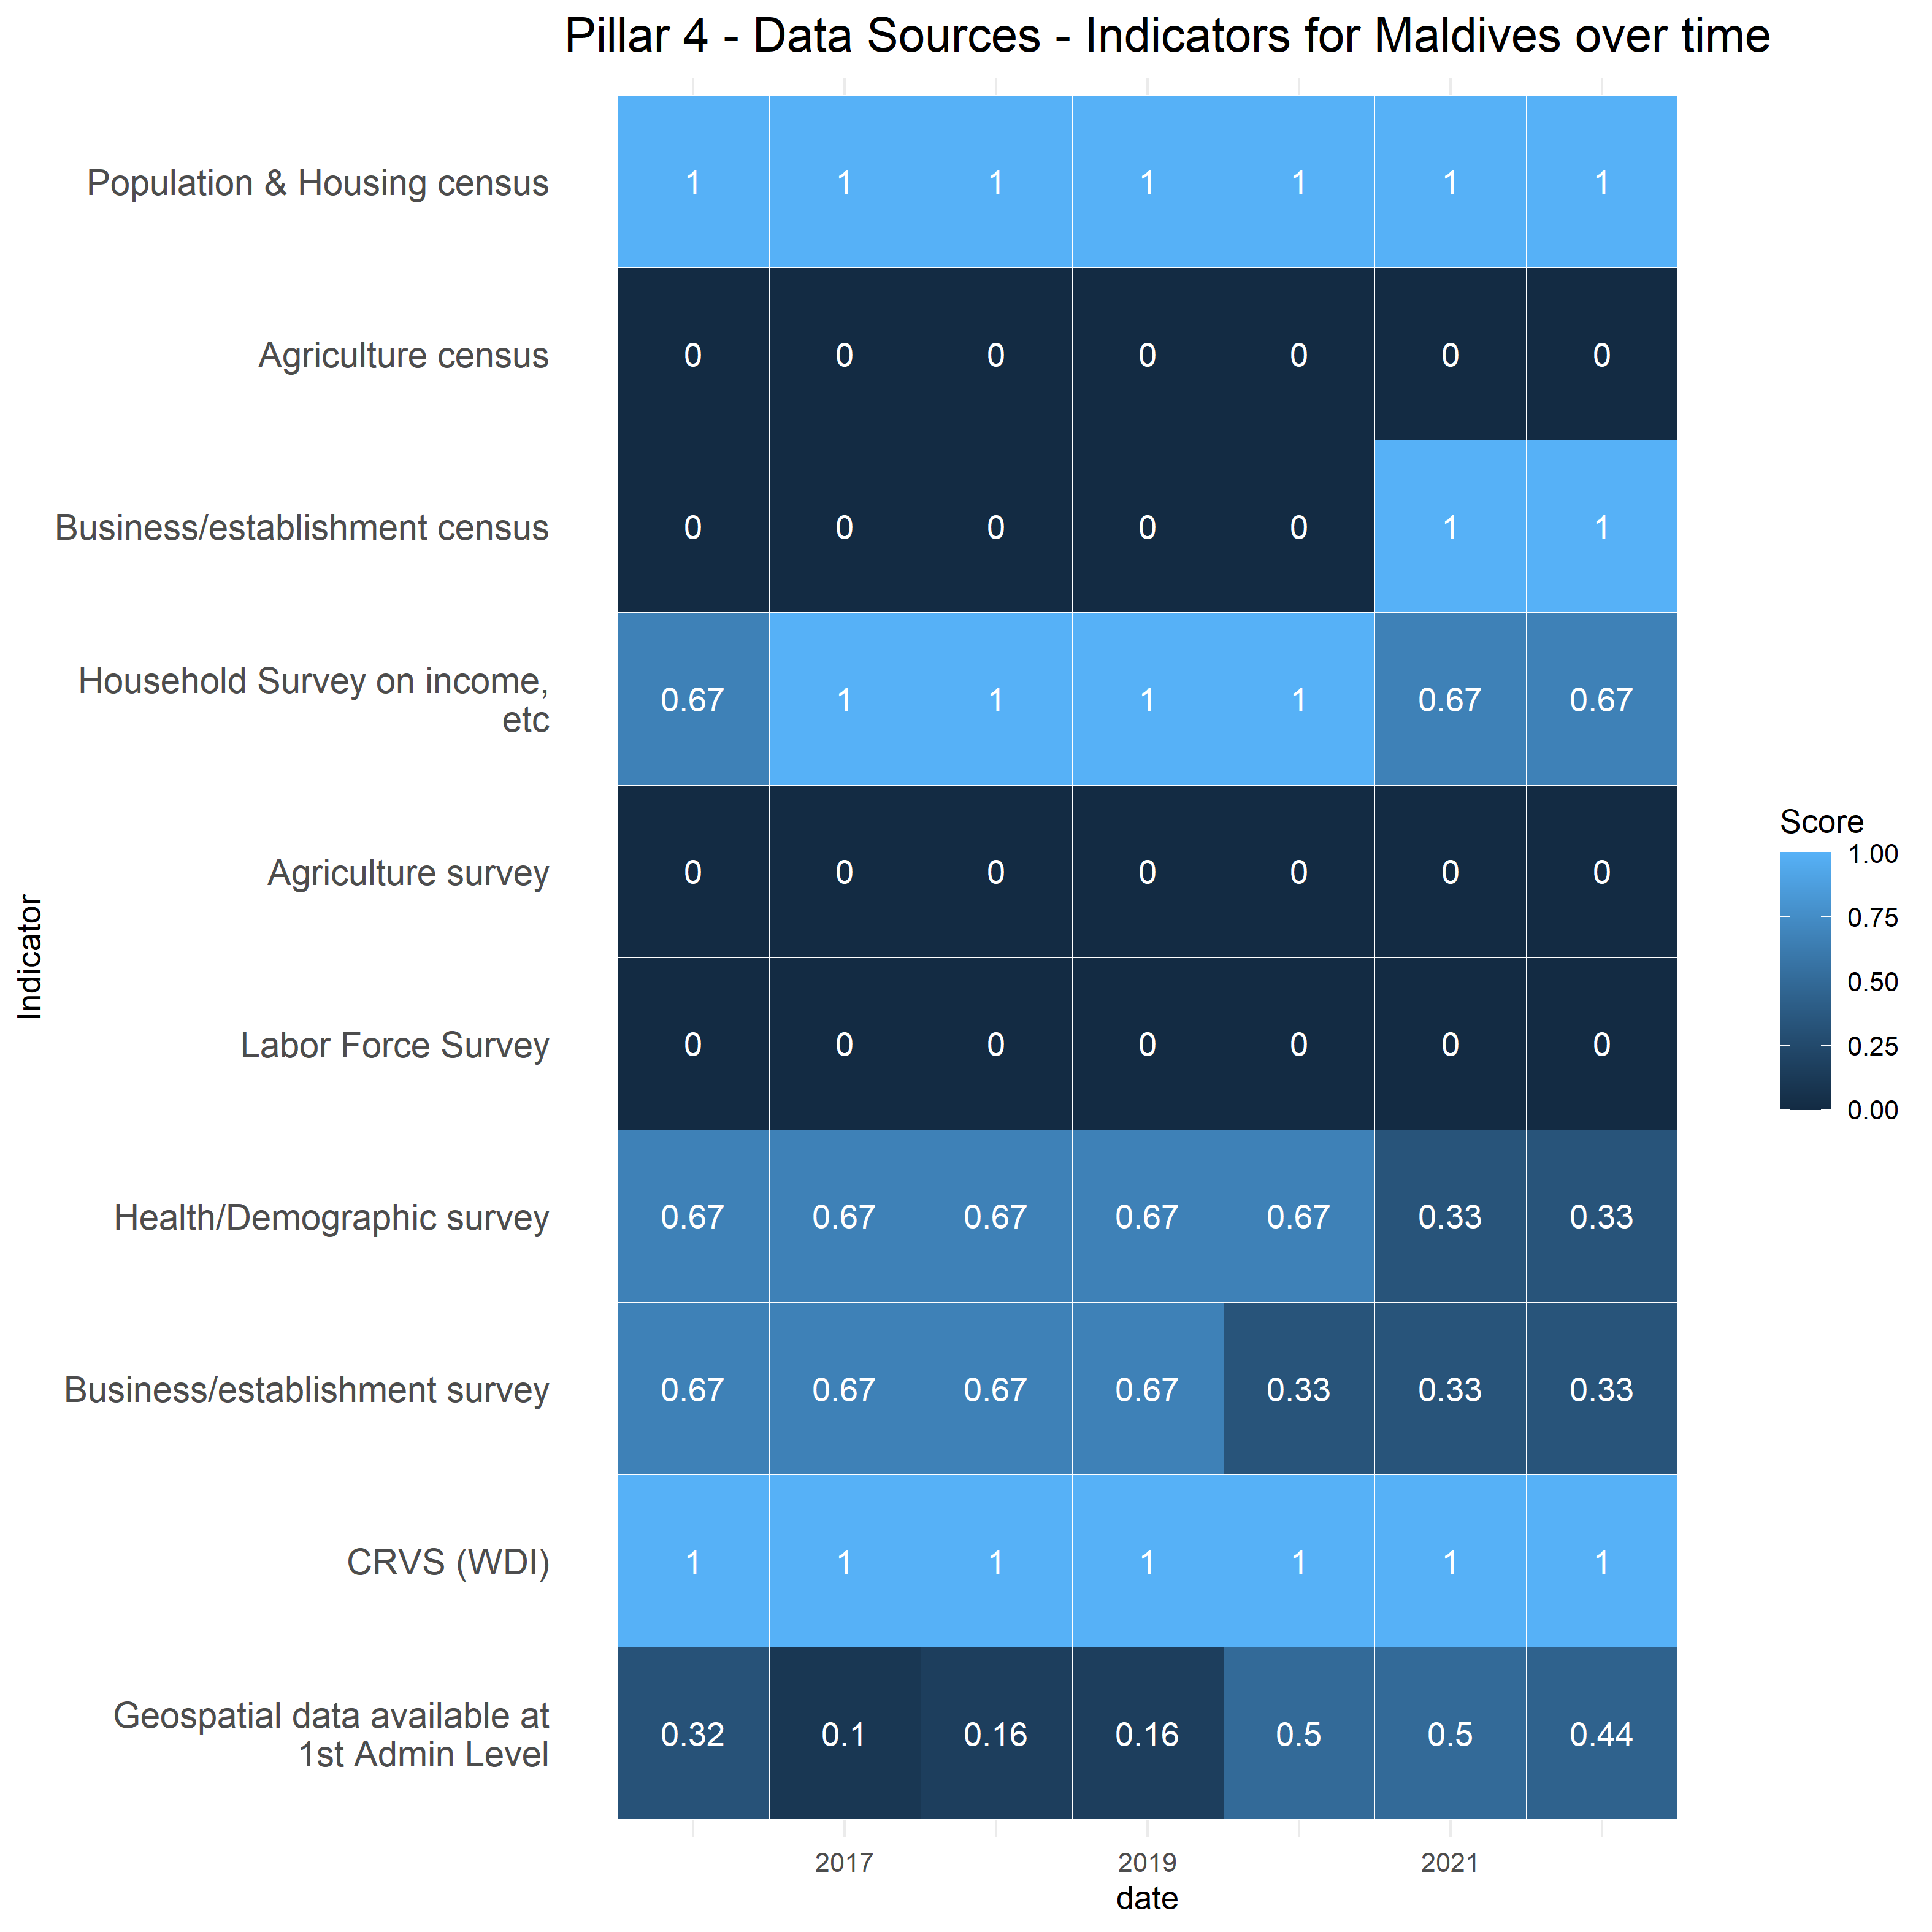 Pillar 4 - Data Sources - Indicators for Maldives over time
Population & Housing census
1 1 1 1 1 1 1
Agriculture census
0 0 0 0 0 0 0
Business/establishment census
0 0 0 0 0 1 1
Household Survey on income,
etc
0.67 1 1 1 1 0.67 0.67
Agriculture survey
0 0 0 0 0 0 0
Labor Force Survey
0 0 0 0 0 0 0
Health/Demographic survey
0.67 0.67 0.67 0.67 0.67 0.33 0.33
Business/establishment survey
0.67 0.67 0.67 0.67 0.33 0.33 0.33
CRVS (WDI)
1 1 1 1 1 1 1
Geospatial data available at
1st Admin Level
0.32 0.1 0.16 0.16 0.5 0.5 0.44
2017 2019 2021
date
Indicator
Score
1.00
0.75
0.50
0.25
0.00